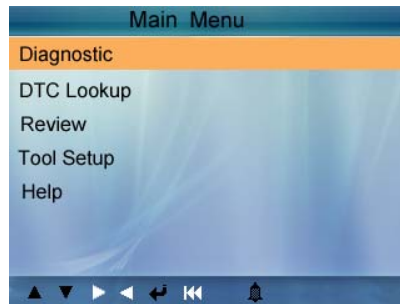 Main Menu
Diagnostic
DTC Lookup
Review
Tool Setup
Help